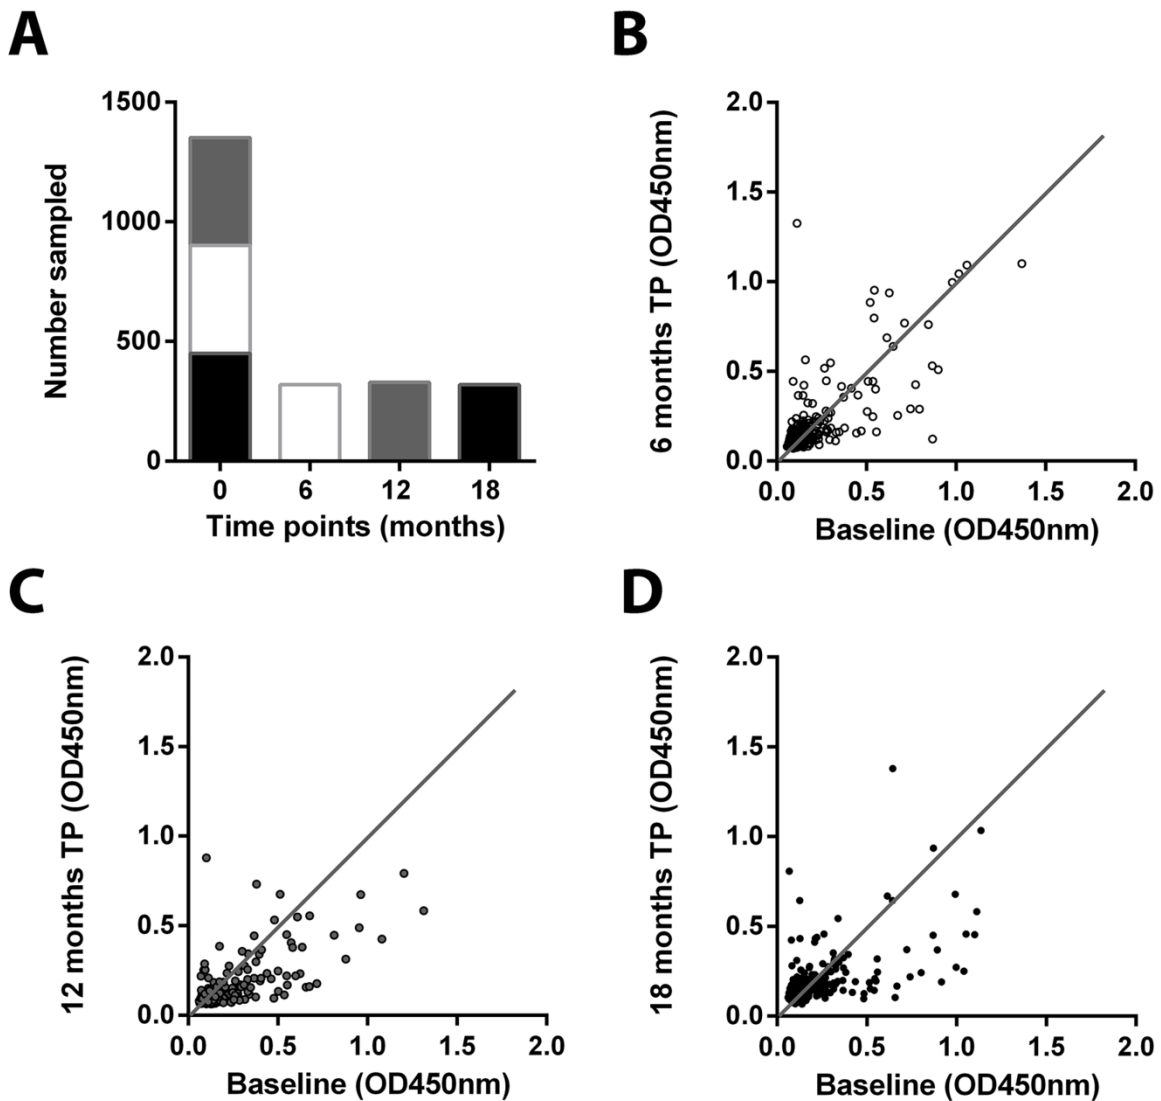 A
1500
1000
500
0
Number sampled
0 6 12 18
Time points (months)
B
2.0
1.5
1.0
0.5
0.0
6 months TP (OD450nm)
0.0 0.5 1.0 1.5 2.0
Baseline (OD450nm)
C
2.0
1.5
1.0
0.5
0.0
12 months TP (OD450nm)
0.0 0.5 1.0 1.5 2.0
Baseline (OD450nm)
D
2.0
1.5
1.0
0.5
0.0
18 months TP (OD450nm)
0.0 0.5 1.0 1.5 2.0
Baseline (OD450nm)